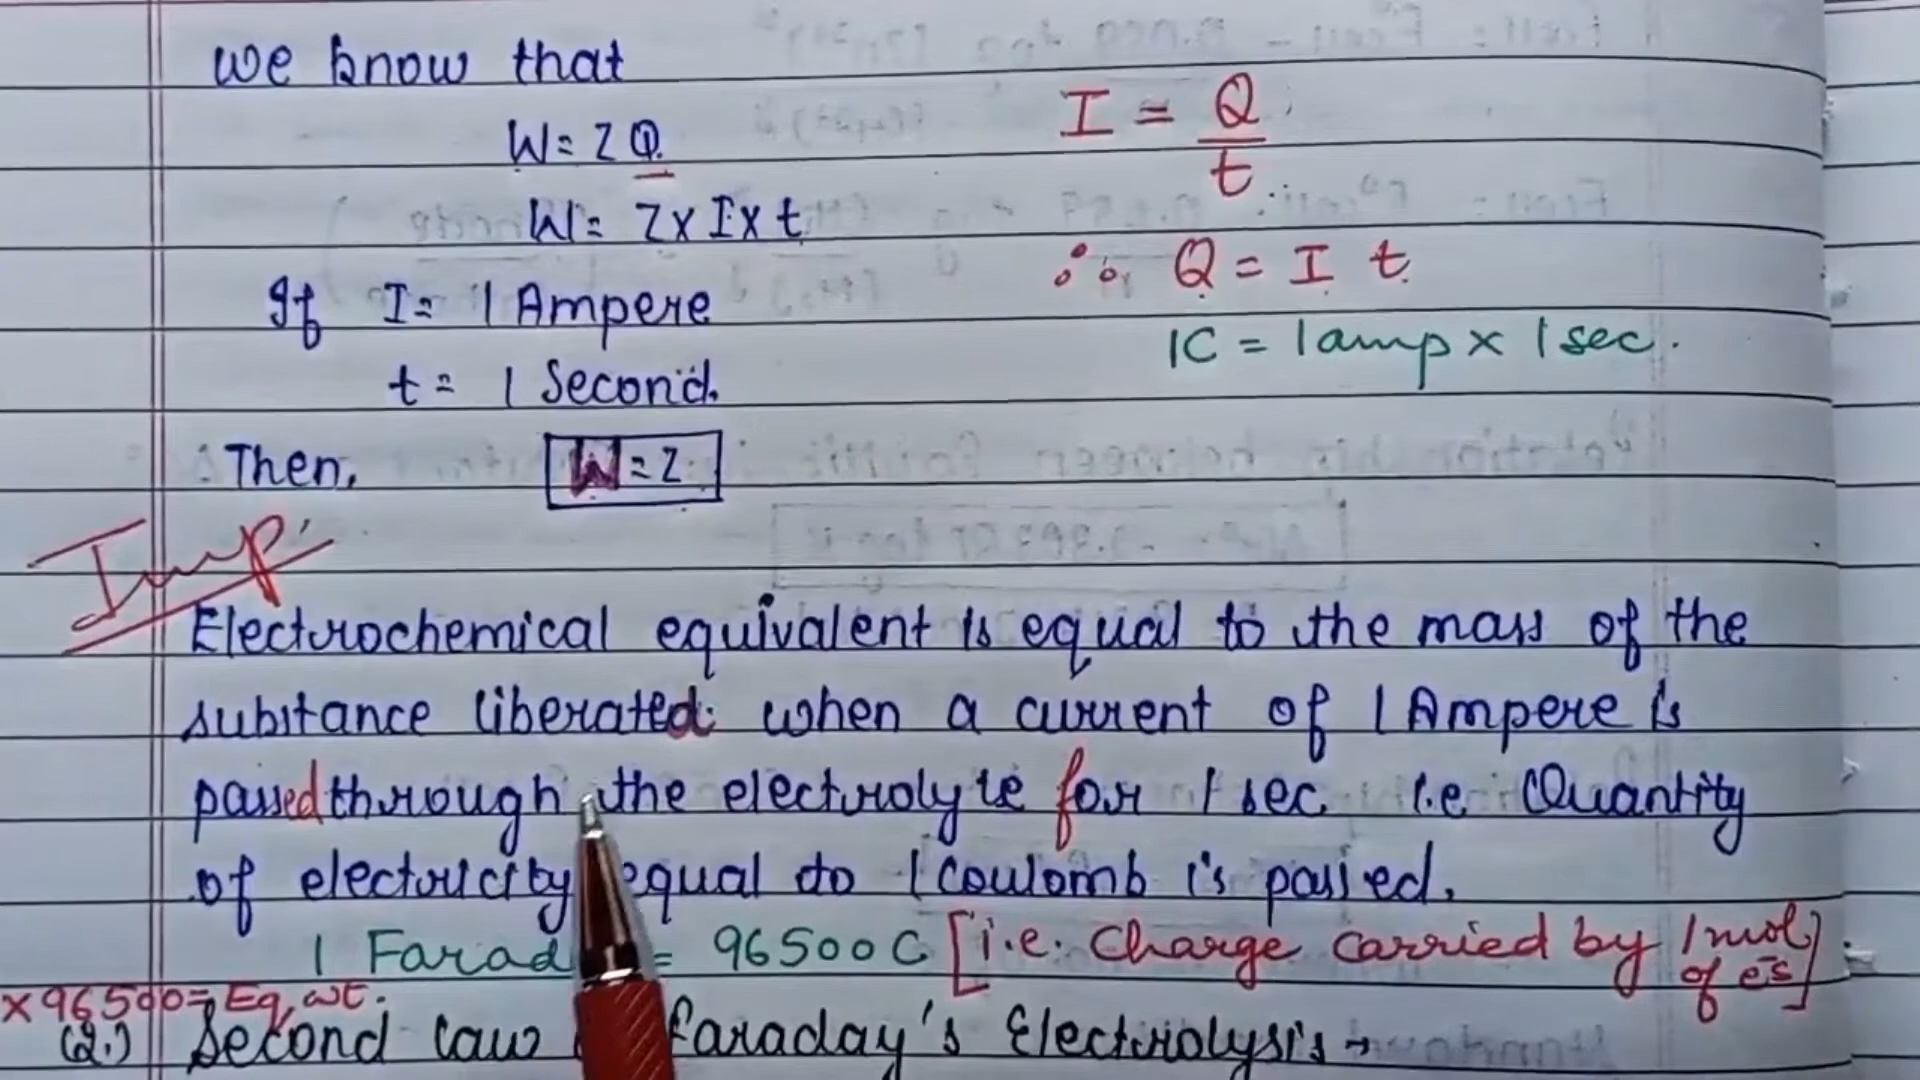 we know that
W = Z Q
I = Q
t
W = Z x I x t
∴ Q = I t
If I = 1 Ampere
1C = 1 amp x 1 sec.
t = 1 Second.
Then, W = Z
Imp.
Electrochemical equivalent is equal to the mass of the
substance liberated when a current of 1 Ampere is
passed through the electrolyte for 1 sec i.e Quantity
of electricity equal to 1 Coulomb is passed.
1 Farad = 96500 C [i.e. Charge carried by 1 mol
of e⁻s]
x 96500 = Eq. wt.
(2.) Second law Faraday's Electrolysis →